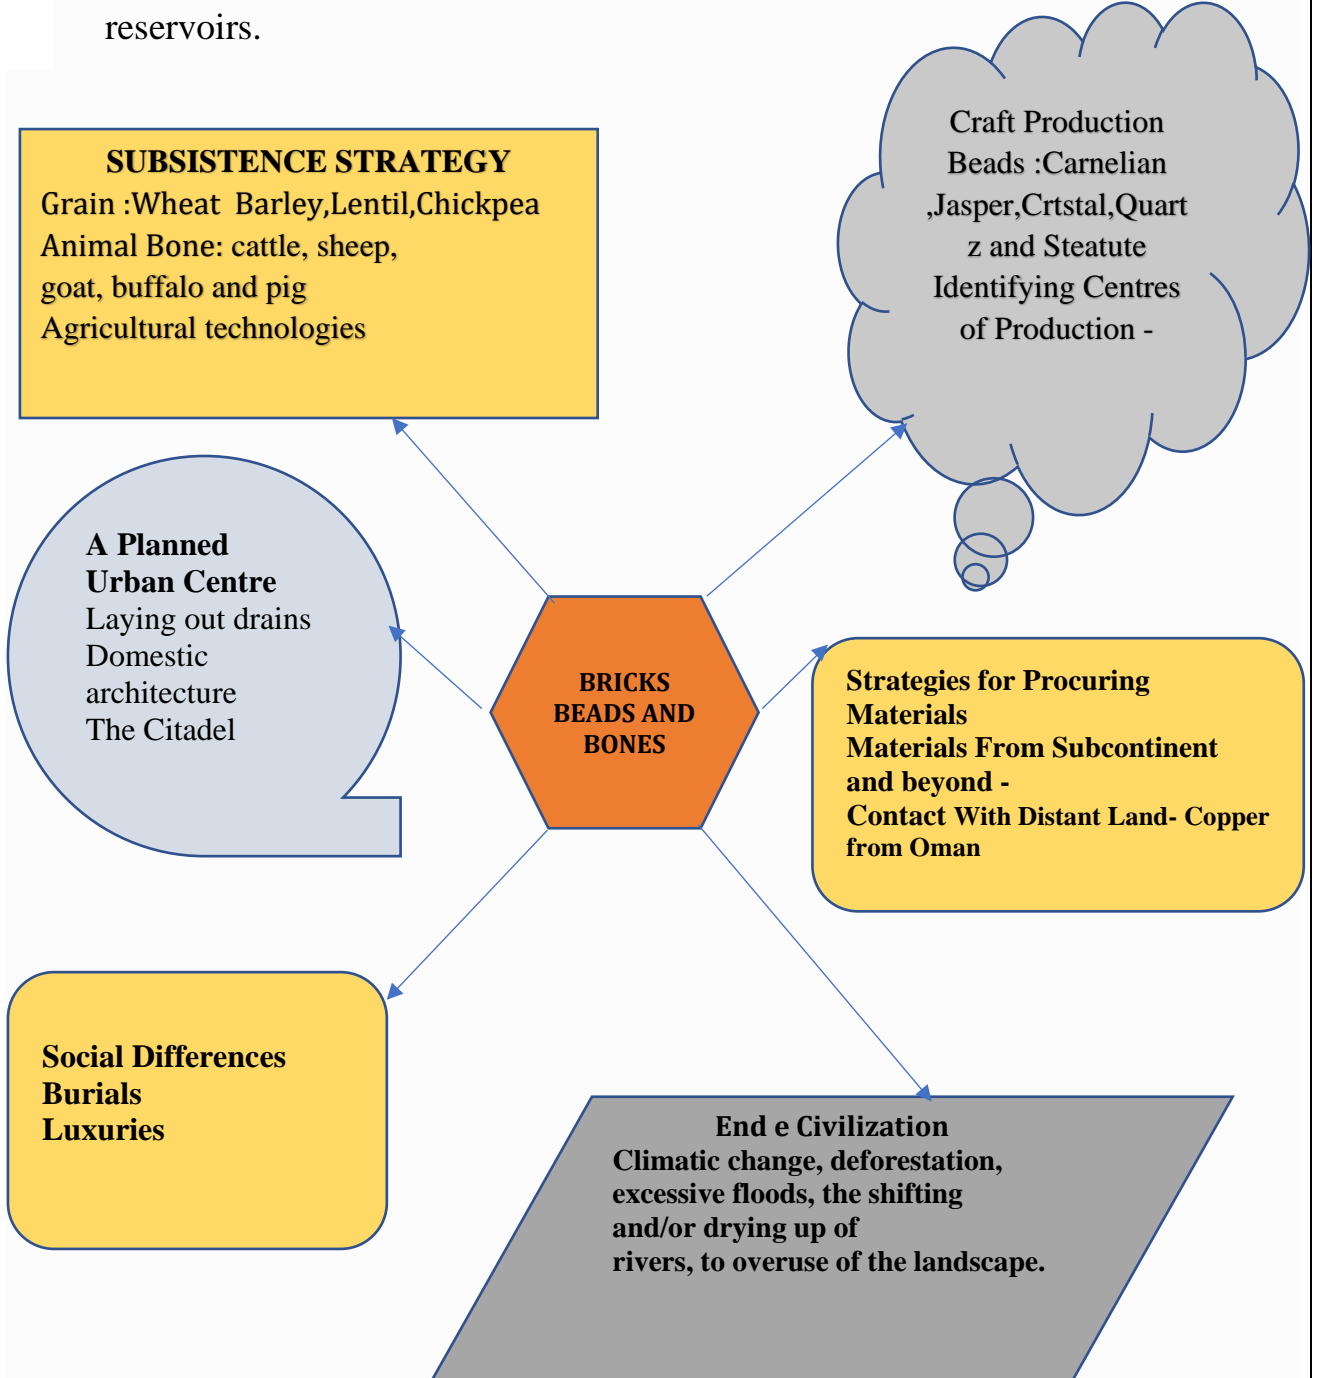 reservoirs.
SUBSISTENCE STRATEGY
Grain :Wheat Barley,Lentil,Chickpea
Animal Bone: cattle, sheep,
goat, buffalo and pig
Agricultural technologies
Craft Production
Beads :Carnelian
,Jasper,Crtstal,Quart
z and Steatute
Identifying Centres
of Production -
A Planned
Urban Centre
Laying out drains
Domestic
architecture
The Citadel
BRICKS
BEADS AND
BONES
Strategies for Procuring
Materials
Materials From Subcontinent
and beyond -
Contact With Distant Land- Copper
from Oman
Social Differences
Burials
Luxuries
End e Civilization
Climatic change, deforestation,
excessive floods, the shifting
and/or drying up of
rivers, to overuse of the landscape.